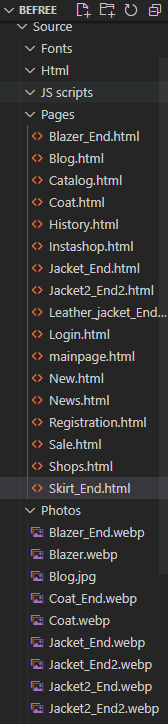 BEFREE
Source
Fonts
Html
JS scripts
Pages
Blazer_End.html
Blog.html
Catalog.html
Coat.html
History.html
Instashop.html
Jacket_End.html
Jacket2_End2.html
Leather_jacket_End...
Login.html
mainpage.html
New.html
News.html
Registration.html
Sale.html
Shops.html
Skirt_End.html
Photos
Blazer_End.webp
Blazer.webp
Blog.jpg
Coat_End.webp
Coat.webp
Jacket_End.webp
Jacket_End2.webp
Jacket2_End.webp
Jacket2_End2.webp